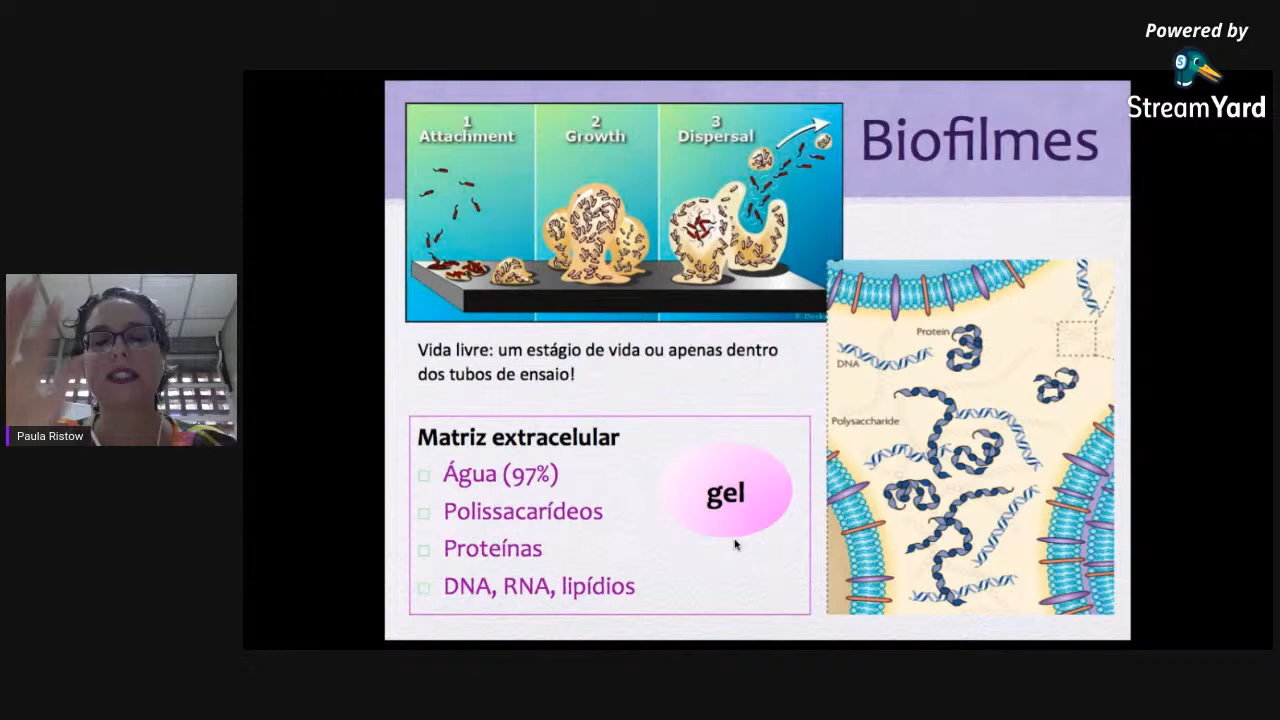 Powered by
StreamYard
Biofilmes
1
Attachment
2
Growth
3
Dispersal
Vida livre: um estágio de vida ou apenas dentro
dos tubos de ensaio!
Matriz extracelular
Água (97%)
Polissacarídeos
Proteínas
DNA, RNA, lipídios
gel
Protein
DNA
Polysaccharide
Paula Ristow